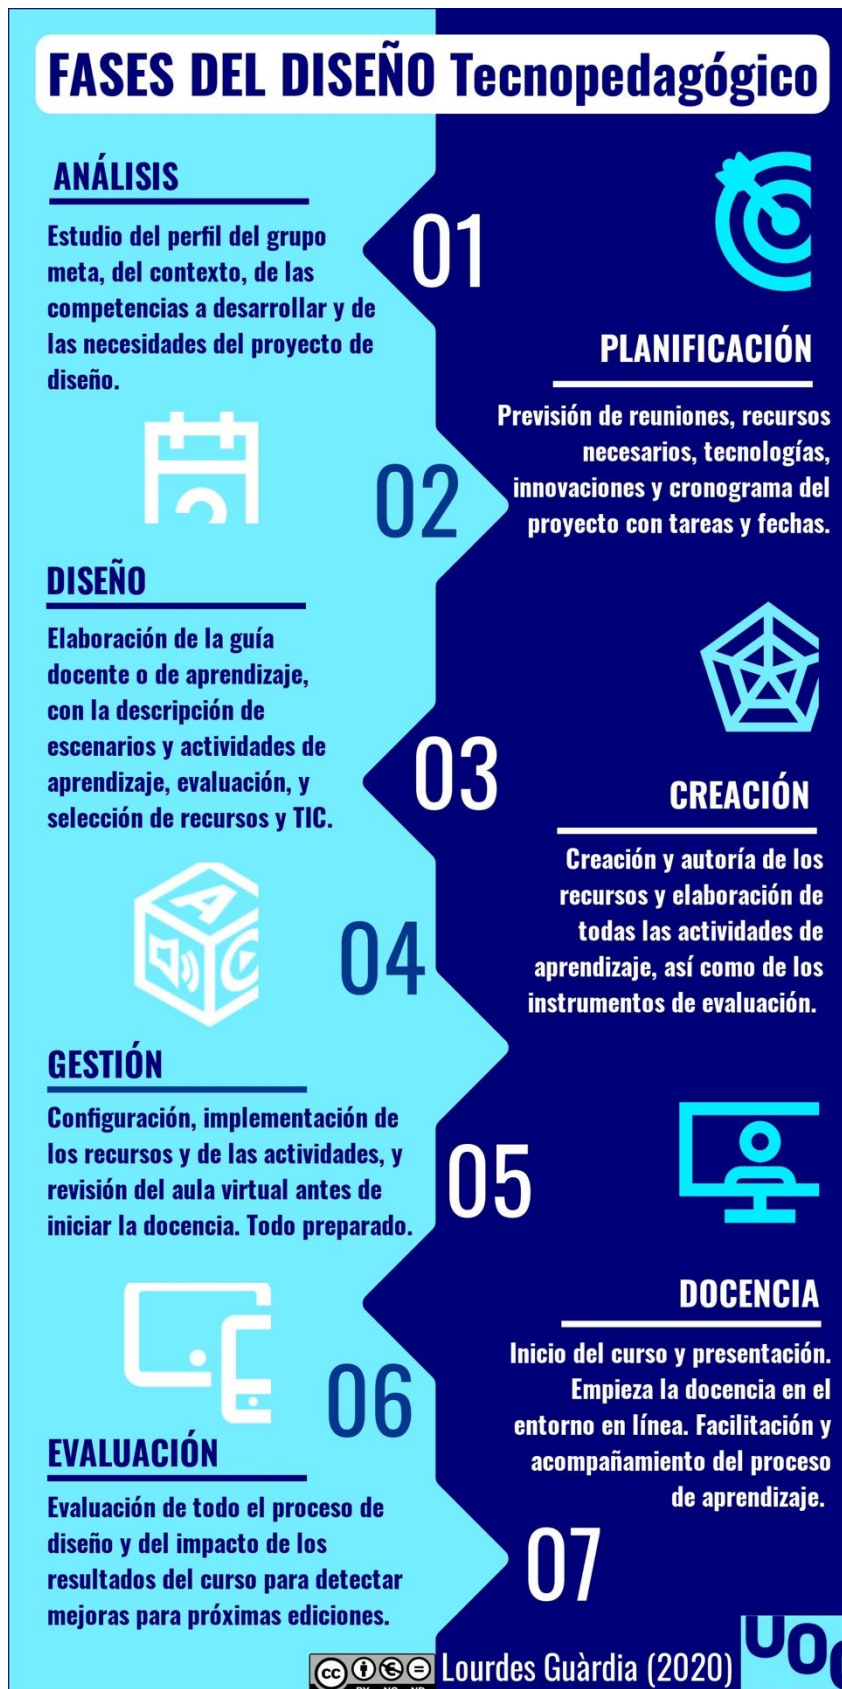 FASES DEL DISEÑO Tecnopedagógico
ANÁLISIS
Estudio del perfil del grupo
meta, del contexto, de las
competencias a desarrollar y de
las necesidades del proyecto de
diseño.
01
PLANIFICACIÓN
Previsión de reuniones, recursos
necesarios, tecnologías,
innovaciones y cronograma del
proyecto con tareas y fechas.
02
DISEÑO
Elaboración de la guía
docente o de aprendizaje,
con la descripción de
escenarios y actividades de
aprendizaje, evaluación, y
selección de recursos y TIC.
03
CREACIÓN
Creación y autoría de los
recursos y elaboración de
todas las actividades de
aprendizaje, así como de los
instrumentos de evaluación.
A
04
GESTIÓN
Configuración, implementación de
los recursos y de las actividades, y
revisión del aula virtual antes de
iniciar la docencia. Todo preparado.
05
DOCENCIA
Inicio del curso y presentación.
Empieza la docencia en el
entorno en línea. Facilitación y
acompañamiento del proceso
de aprendizaje.
06
EVALUACIÓN
Evaluación de todo el proceso de
diseño y del impacto de los
resultados del curso para detectar
mejoras para próximas ediciones.
07
cc
BY NC ND
Lourdes Guàrdia (2020)
UOC